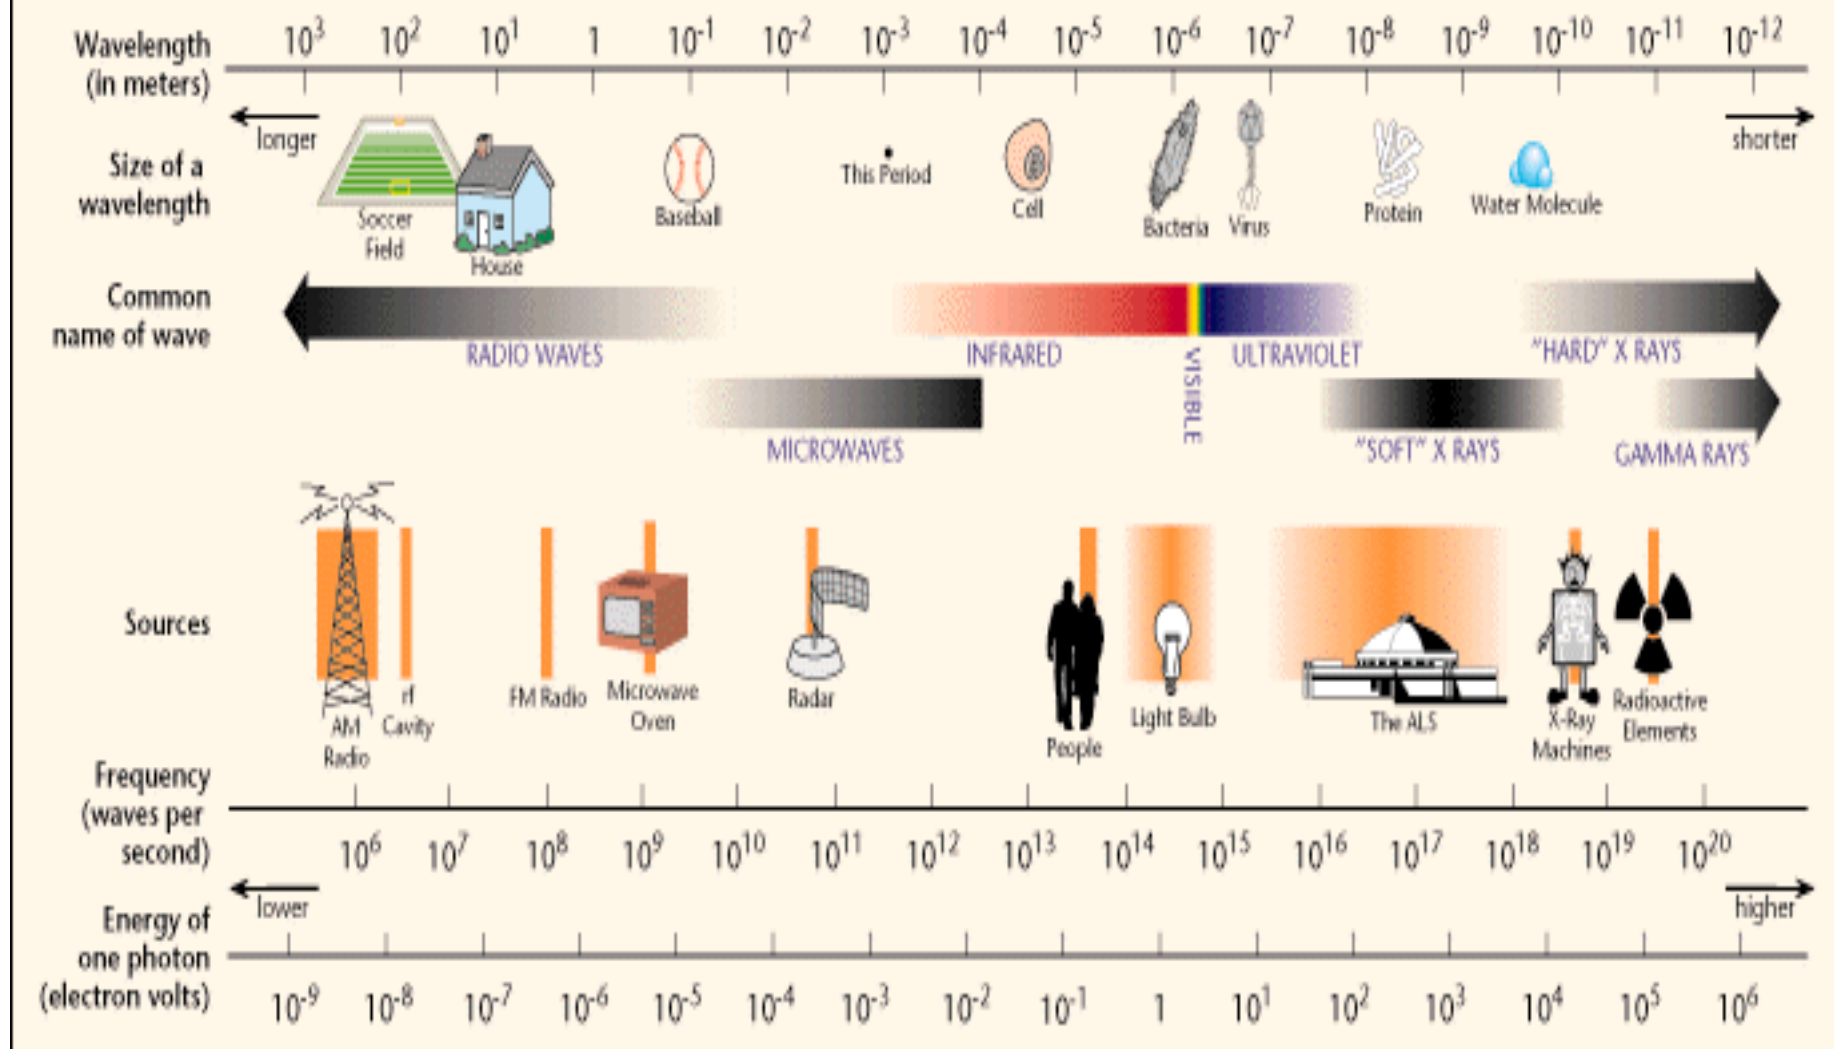 Wavelength
(in meters)
10³ 10² 10¹ 1 10⁻¹ 10⁻² 10⁻³ 10⁻⁴ 10⁻⁵ 10⁻⁶ 10⁻⁷ 10⁻⁸ 10⁻⁹ 10⁻¹⁰ 10⁻¹¹ 10⁻¹²
longer
shorter
Size of a
wavelength
Soccer
Field
House
Baseball
This Period
Cell
Bacteria
Virus
Protein
Water Molecule
Common
name of wave
RADIO WAVES
INFRARED
VISIBLE
ULTRAVIOLET
"HARD" X RAYS
MICROWAVES
"SOFT" X RAYS
GAMMA RAYS
Sources
AM
Radio
rf
Cavity
FM Radio
Microwave
Oven
Radar
People
Light Bulb
The ALS
X-Ray
Machines
Radioactive
Elements
Frequency
(waves per
second)
10⁶ 10⁷ 10⁸ 10⁹ 10¹⁰ 10¹¹ 10¹² 10¹³ 10¹⁴ 10¹⁵ 10¹⁶ 10¹⁷ 10¹⁸ 10¹⁹ 10²⁰
lower
higher
Energy of
one photon
(electron volts)
10⁻⁹ 10⁻⁸ 10⁻⁷ 10⁻⁶ 10⁻⁵ 10⁻⁴ 10⁻³ 10⁻² 10⁻¹ 1 10¹ 10² 10³ 10⁴ 10⁵ 10⁶